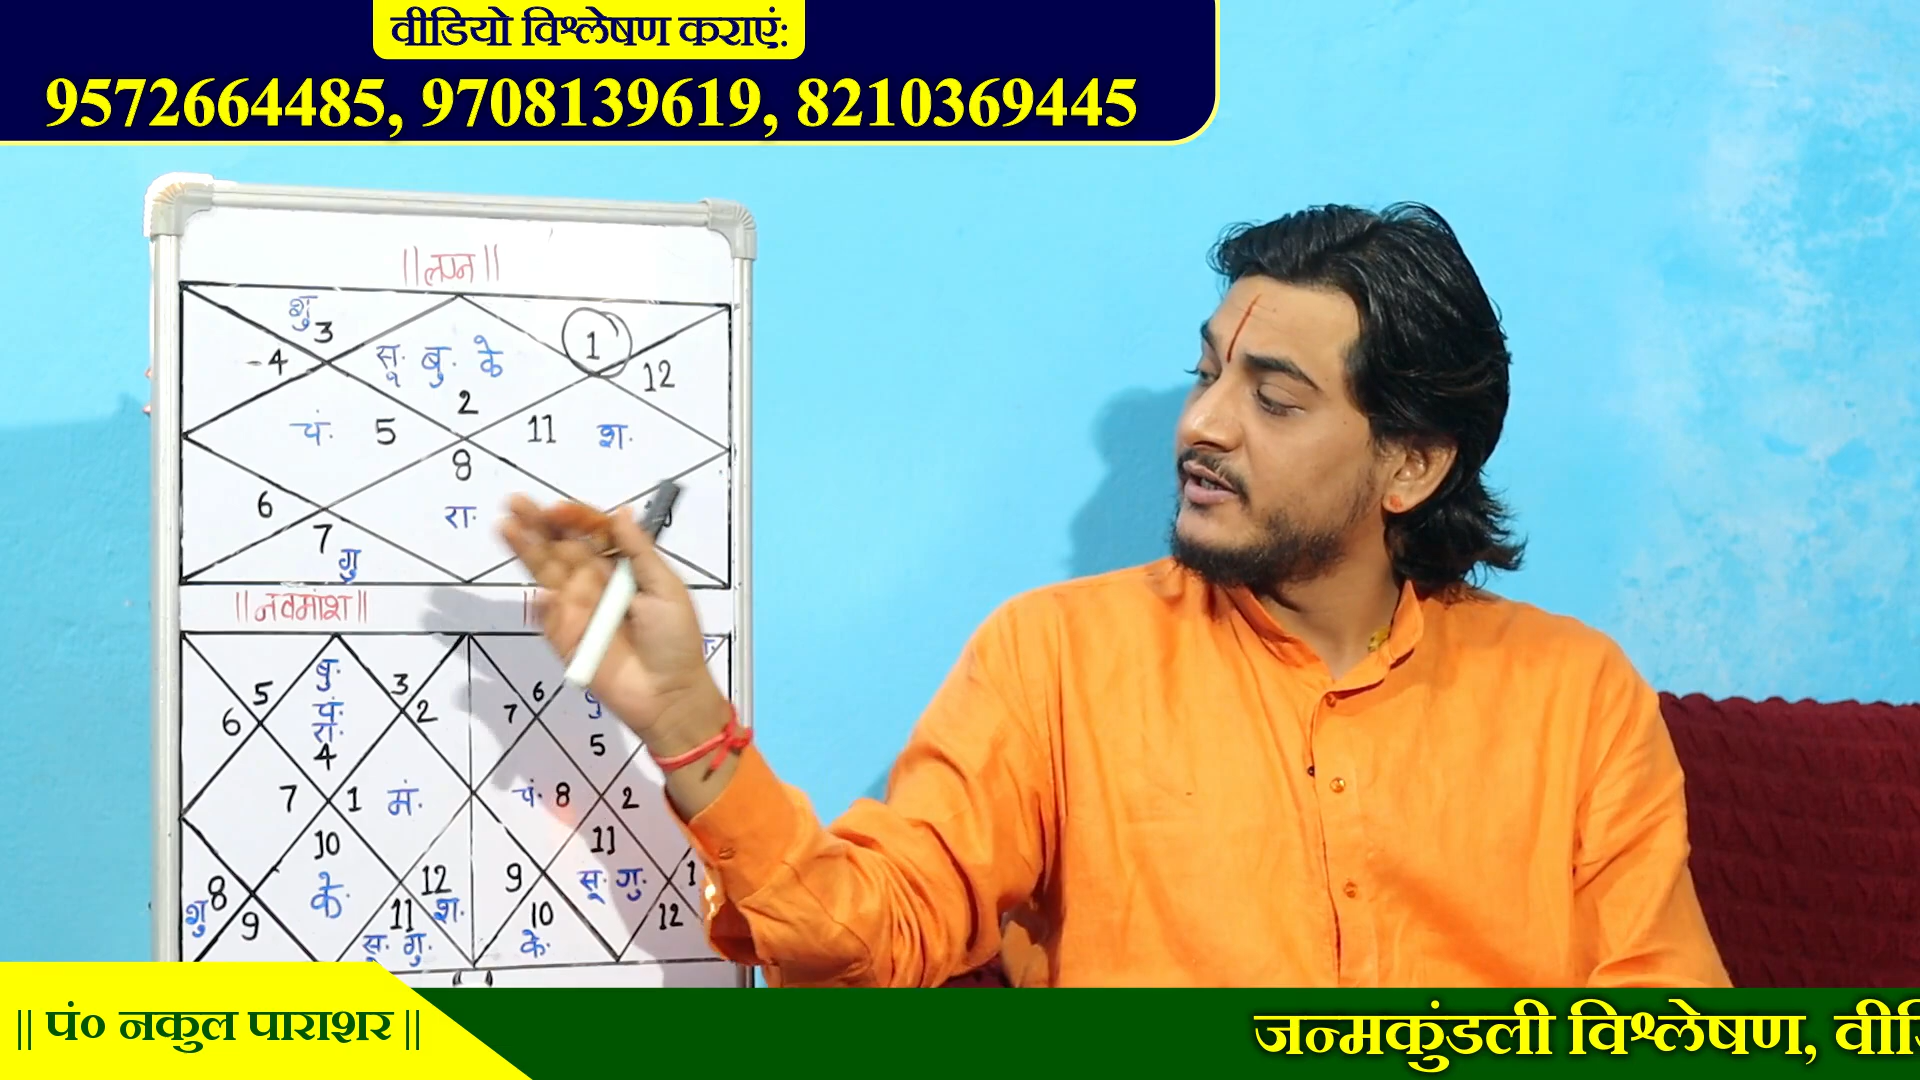 वीडियो विश्लेषण कराएं:
9572664485, 9708139619, 8210369445
||लग्न||
शु
3
1
- 4
सू. बु. के
12
2
चं. 5
11 श.
8
6
रा.
7
गु
||नवमांश||
||
बु.
3
5
चं.
6
6
2
रा.
7
4
5
7
1 मं.
चं. 8
2
10
11
8
के.
12
9
सू. गु.
1
शु
9
11
श.
10
12
सू. गु.
के.
|| पं० नकुल पाराशर ||
जन्मकुंडली विश्लेषण, वीडि